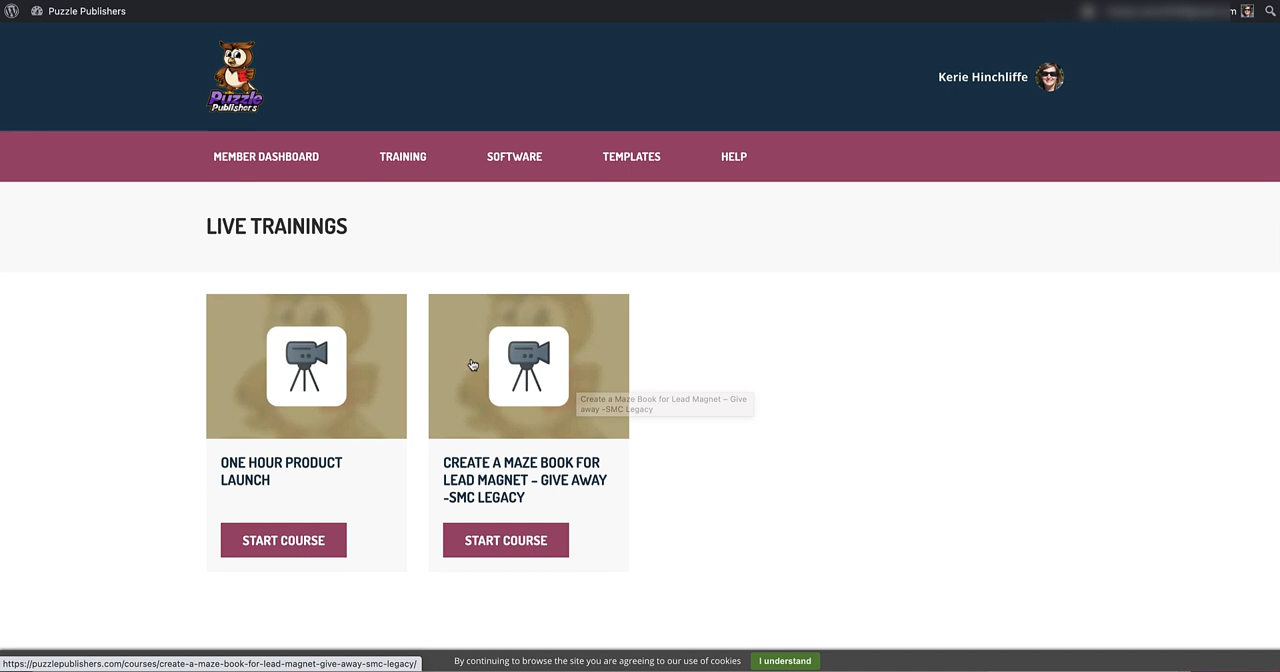 Puzzle Publishers
m
Puzzle
Publishers
Kerie Hinchliffe
MEMBER DASHBOARD
TRAINING
SOFTWARE
TEMPLATES
HELP
LIVE TRAININGS
Create a Maze Book for Lead Magnet – Give
away -SMC Legacy
ONE HOUR PRODUCT
LAUNCH
CREATE A MAZE BOOK FOR
LEAD MAGNET – GIVE AWAY
-SMC LEGACY
START COURSE
START COURSE
https://puzzlepublishers.com/courses/create-a-maze-book-for-lead-magnet-give-away-smc-legacy/
By continuing to browse the site you are agreeing to our use of cookies
I understand